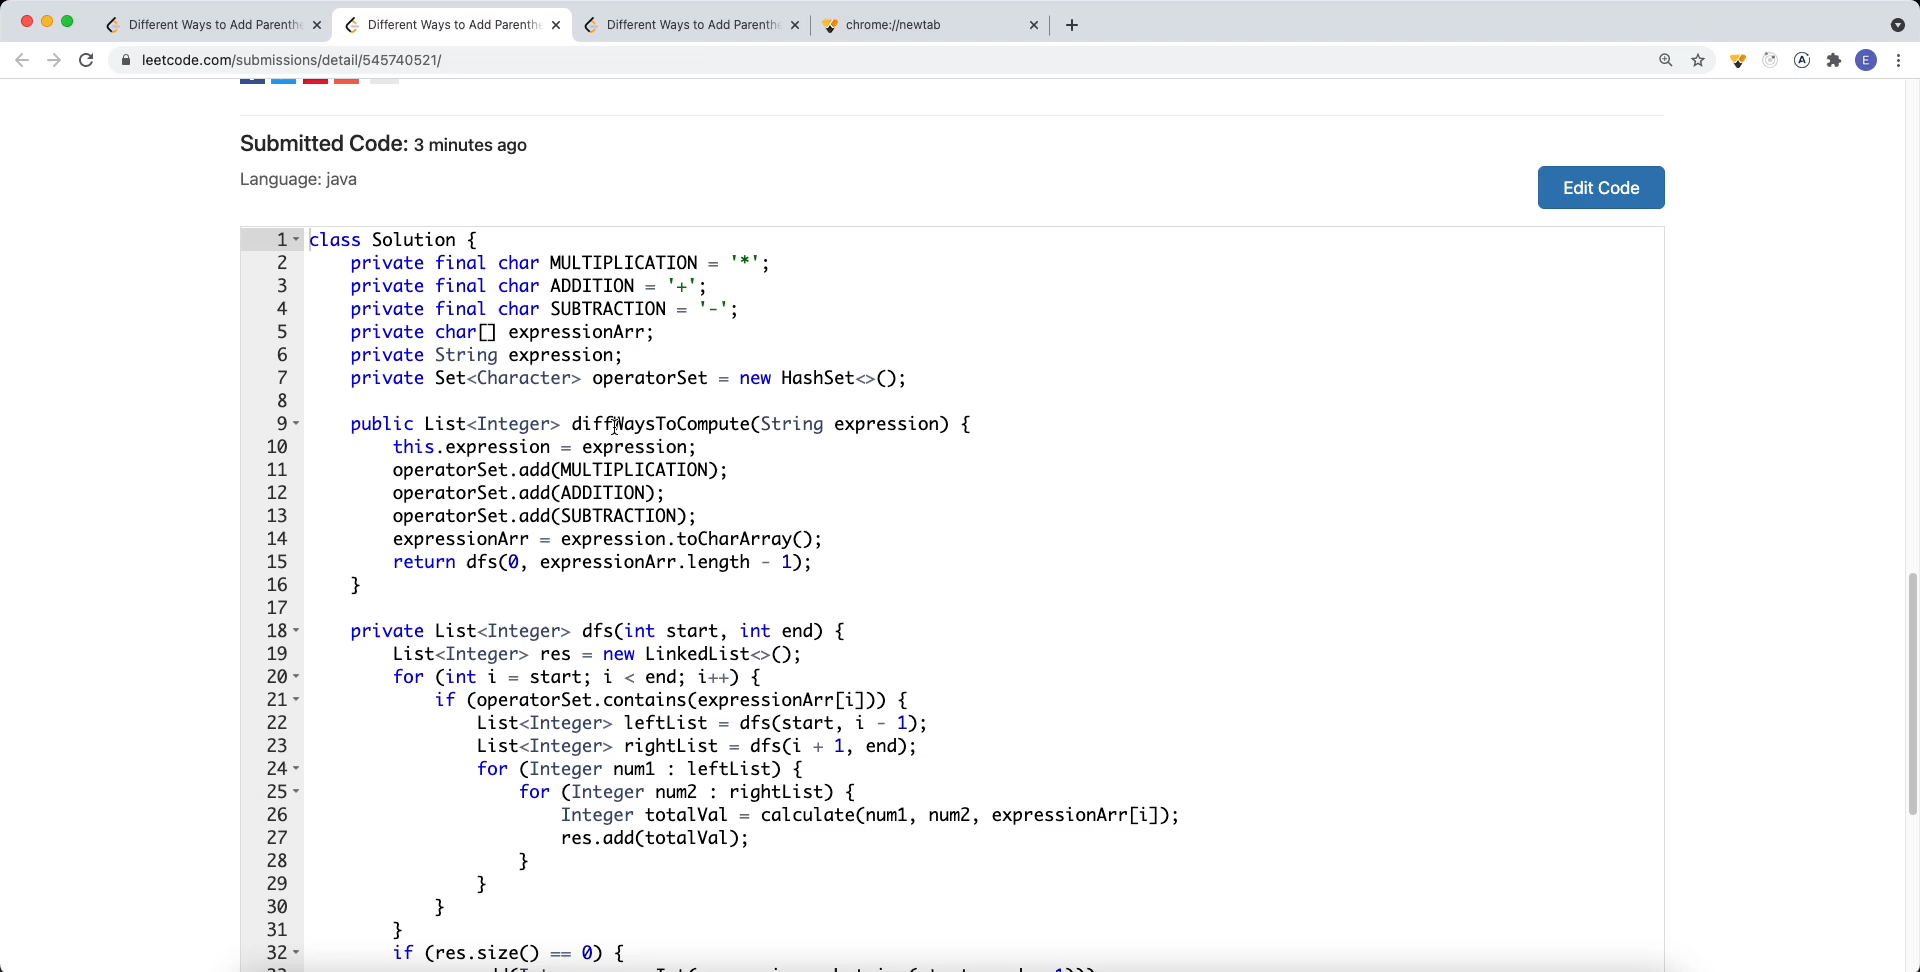 Different Ways to Add Parenthe
Different Ways to Add Parenthe
Different Ways to Add Parenthe
chrome://newtab
leetcode.com/submissions/detail/545740521/
A
E
Submitted Code: 3 minutes ago
Language: java
Edit Code
1 class Solution {
2 private final char MULTIPLICATION = '*';
3 private final char ADDITION = '+';
4 private final char SUBTRACTION = '-';
5 private char[] expressionArr;
6 private String expression;
7 private Set<Character> operatorSet = new HashSet<>();
8
9 public List<Integer> diffWaysToCompute(String expression) {
10 this.expression = expression;
11 operatorSet.add(MULTIPLICATION);
12 operatorSet.add(ADDITION);
13 operatorSet.add(SUBTRACTION);
14 expressionArr = expression.toCharArray();
15 return dfs(0, expressionArr.length - 1);
16 }
17
18 private List<Integer> dfs(int start, int end) {
19 List<Integer> res = new LinkedList<>();
20 for (int i = start; i < end; i++) {
21 if (operatorSet.contains(expressionArr[i])) {
22 List<Integer> leftList = dfs(start, i - 1);
23 List<Integer> rightList = dfs(i + 1, end);
24 for (Integer num1 : leftList) {
25 for (Integer num2 : rightList) {
26 Integer totalVal = calculate(num1, num2, expressionArr[i]);
27 res.add(totalVal);
28 }
29 }
30 }
31 }
32 if (res.size() == 0) {